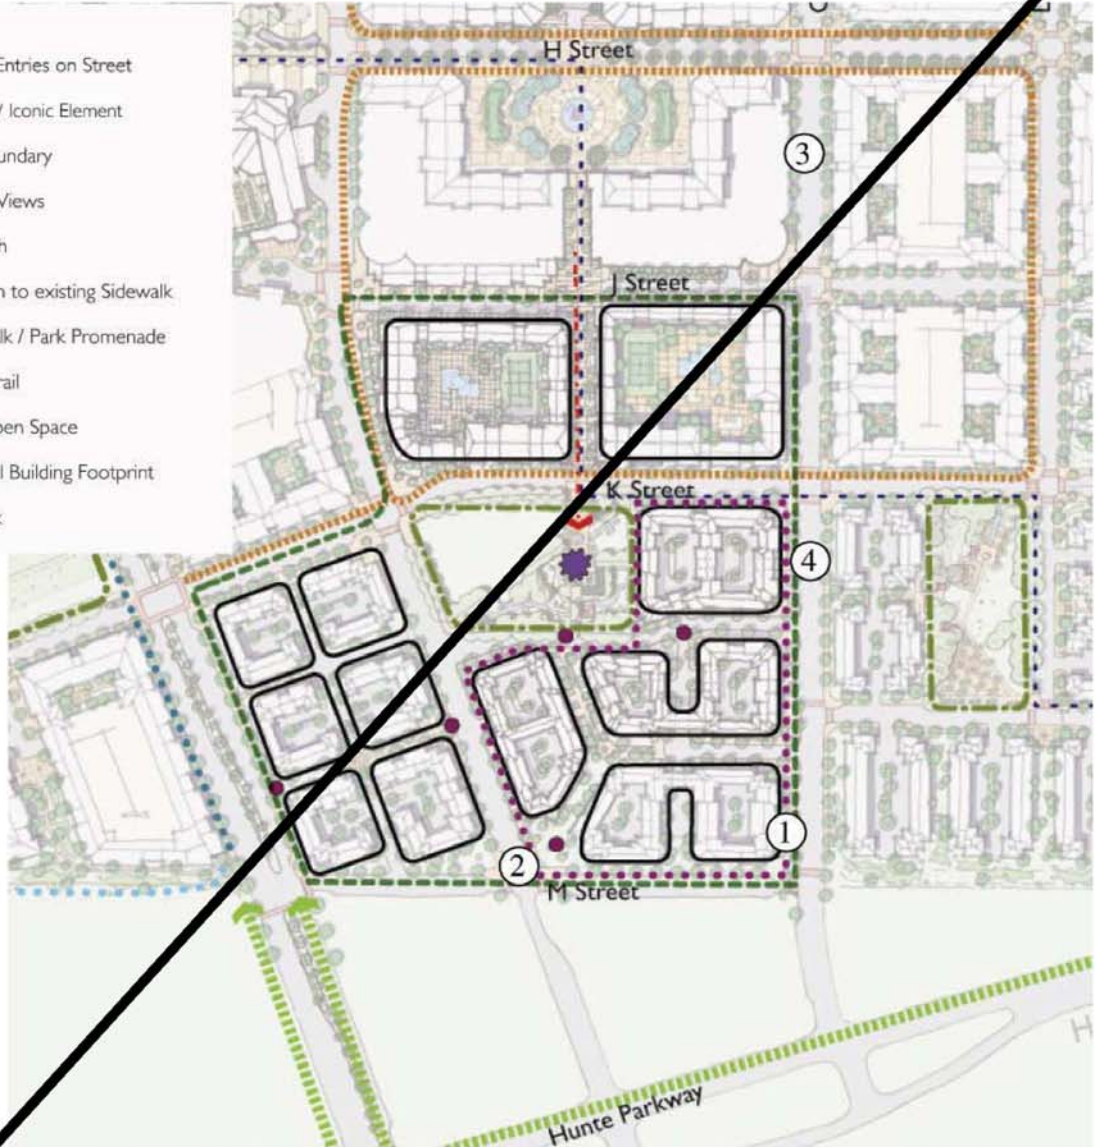 Entries on Street
/ Iconic Element
undary
Views
h
n to existing Sidewalk
lk / Park Promenade
rail
pen Space
l Building Footprint
H Street
3
J Street
K Street
4
1
2
M Street
Hunte Parkway
H